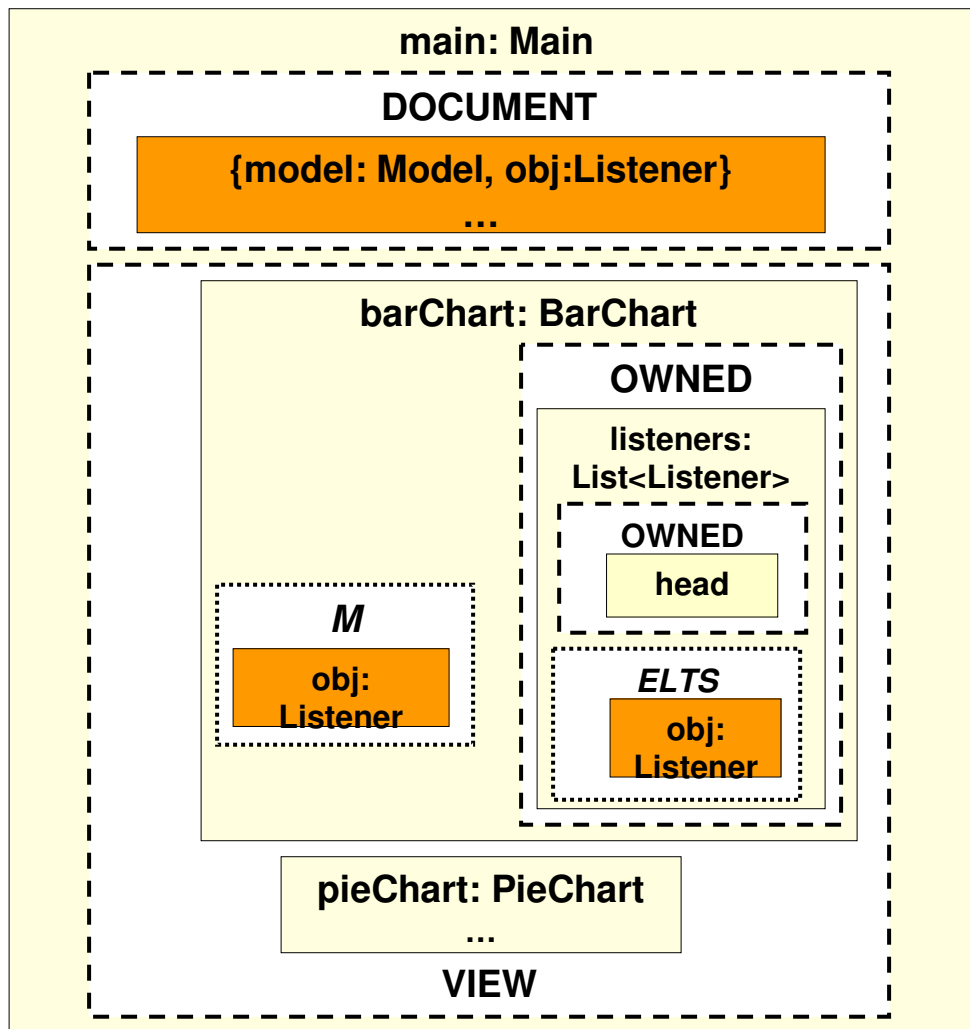 main: Main
DOCUMENT
{model: Model, obj:Listener}
...
barChart: BarChart
OWNED
listeners:
List<Listener>
OWNED
head
M
obj:
Listener
ELTS
obj:
Listener
pieChart: PieChart
...
VIEW